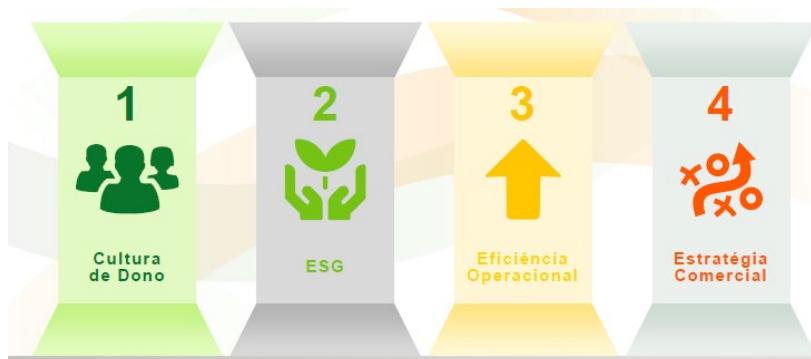 1
Cultura
de Dono
2
ESG
3
Eficiência
Operacional
4
Estratégia
Comercial